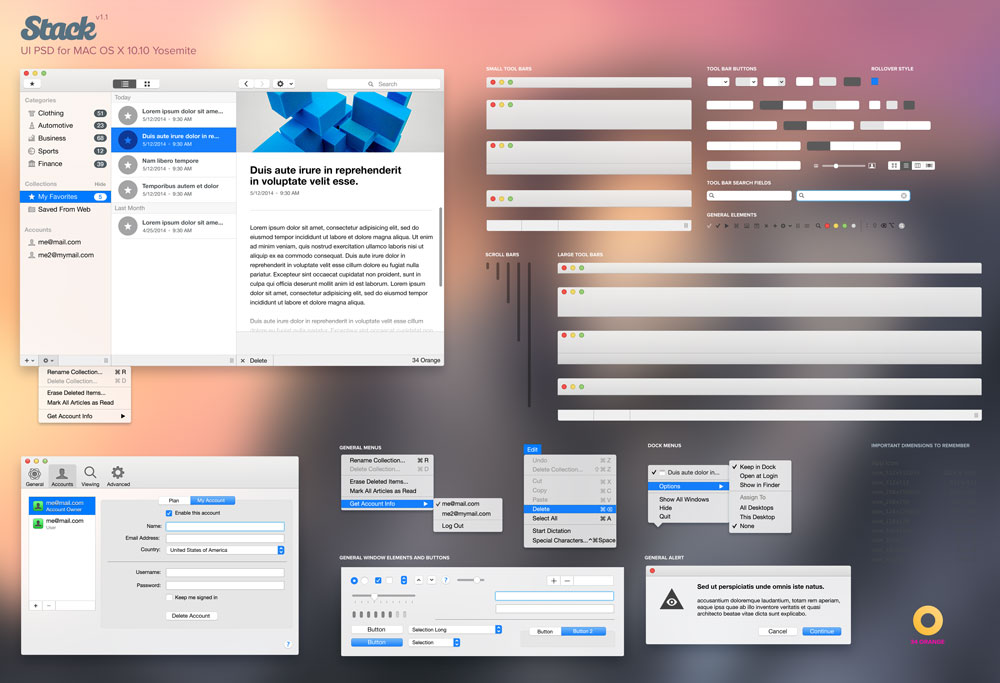 Stack v1.1
UI PSD for MAC OS X 10.10 Yosemite
Search
Categories
Clothing 51
Automotive 23
Business 68
Sports 12
Finance 39
Collections Hide
My Favorites 5
Saved From Web
Accounts
me@mail.com
me2@mymail.com
Today
Lorem ipsum dolor sit ame...
5/12/2014 - 9:30 AM
Duis aute irure dolor in re...
5/12/2014 - 9:30 AM
Nam libero tempore
5/12/2014 - 9:30 AM
Temporibus autem et dolor
5/12/2014 - 9:30 AM
Last Month
Lorem ipsum dolor sit ame...
4/25/2014 - 9:30 AM
Duis aute irure in reprehenderit
in voluptate velit esse.
5/12/2014 - 9:30 AM
Lorem ipsum dolor sit amet, consectetur adipisicing elit, sed do
eiusmod tempor incididunt ut labore et dolore magna aliqua. Ut enim
ad minim veniam, quis nostrud exercitation ullamco laboris nisi ut
aliquip ex ea commodo consequat. Duis aute irure dolor in
reprehenderit in voluptate velit esse cillum dolore eu fugiat nulla
pariatur. Excepteur sint occaecat cupidatat non proident, sunt in
culpa qui officia deserunt mollit anim id est laborum. Lorem ipsum
dolor sit amet, consectetur adipisicing elit, sed do eiusmod tempor
incididunt ut labore et dolore magna aliqua.
Duis aute irure dolor in reprehenderit in voluptate velit esse cillum
Delete
34 Orange
Rename Collection... ⌘ R
Delete Collection... ⌘ D
Erase Deleted Items...
Mark All Articles as Read
Get Account Info
SMALL TOOL BARS
TOOL BAR BUTTONS
ROLLOVER STYLE
TOOL BAR SEARCH FIELDS
GENERAL ELEMENTS
SCROLL BARS
LARGE TOOL BARS
General Accounts Viewing Advanced
me@mail.com
Account Owner
me@mymail.com
User
Plain My Account
Enable this account
Name:
Email Address:
Country: United States of America
Username:
Password:
Keep me signed in
Delete Account
GENERAL MENUS
Rename Collection... ⌘ R
Delete Collection... ⌘ D
Erase Deleted Items...
Mark All Articles as Read
Get Account Info
me@mail.com
me2@mymail.com
Log Out
Edit
Undo ⌘ Z
Delete Collection... ⇧⌘ Z
Cut ⌘ X
Copy ⌘ C
Paste ⌘ V
Delete ⌘
Select All ⌘ A
Start Dictation
Special Characters... ^⌘Space
DOCK MENUS
Duis aute dolor in...
Options
Show All Windows
Hide
Quit
Keep in Dock
Open at Login
Show in Finder
Assign To
All Desktops
This Desktop
None
IMPORTANT DIMENSIONS TO REMEMBER
GENERAL WINDOW ELEMENTS AND BUTTONS
Button Selection Long
Button Selection
Button Button 2
GENERAL ALERT
Sed ut perspiciatis unde omnis iste natus.
accusantium doloremque laudantium, totam rem aperiam,
eaque ipsa quae ab illo inventore veritatis et quasi
architecto beatae vitae dicta sunt explicabo.
Cancel Continue
34 ORANGE